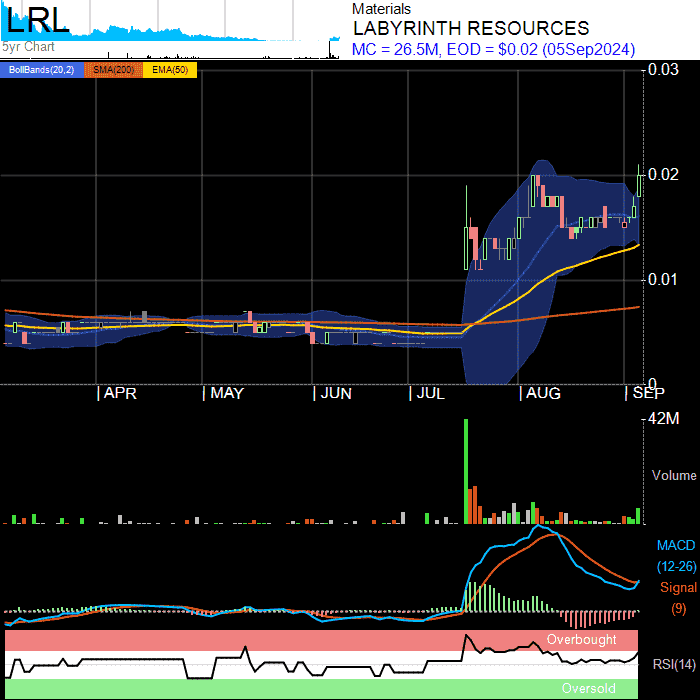 LRL
5yr Chart
Materials
LABYRINTH RESOURCES
MC = 26.5M, EOD = $0.02 (05Sep2024)
BollBands(20,2) SMA(200) EMA(50)
0.03
0.02
0.01
0
APR MAY JUN JUL AUG SEP
42M
Volume
MACD
(12-26)
Signal
(9)
Overbought
RSI(14)
Oversold